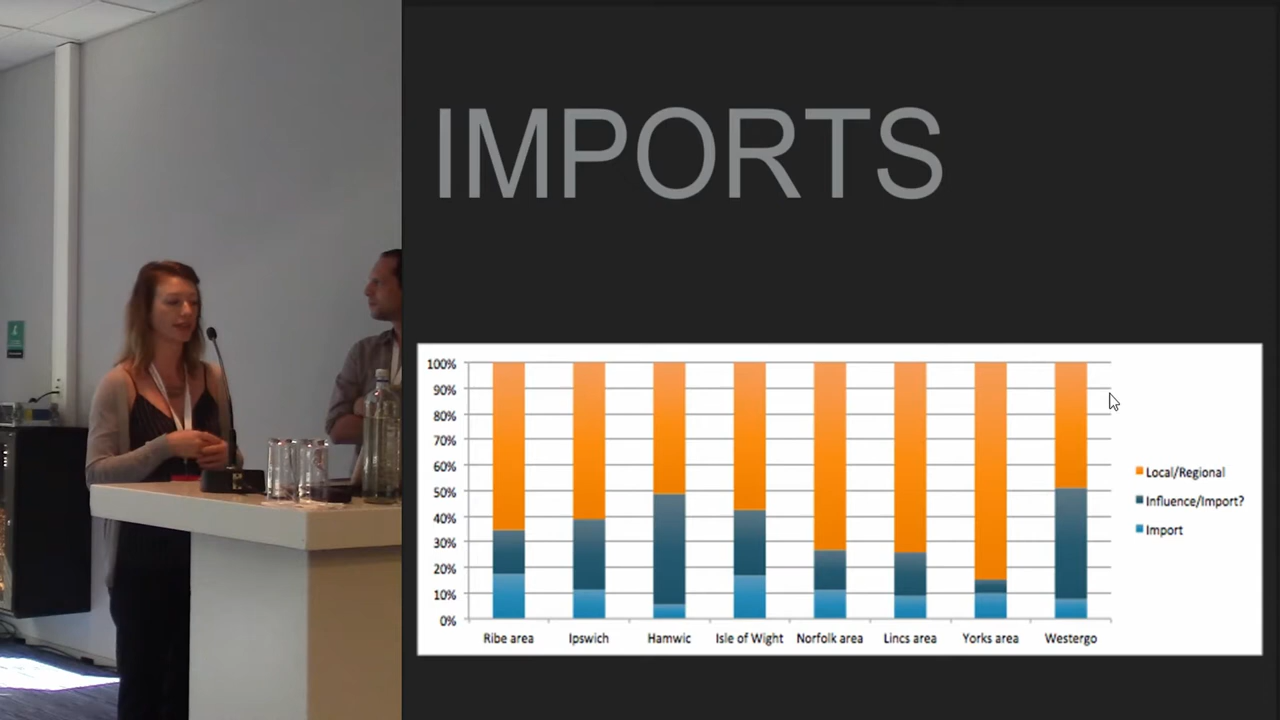 IMPORTS
100%
90%
80%
70%
60%
50%
40%
30%
20%
10%
0%
Ribe area Ipswich Hamwic Isle of Wight Norfolk area Lincs area Yorks area Westergo
Local/Regional
Influence/Import?
Import